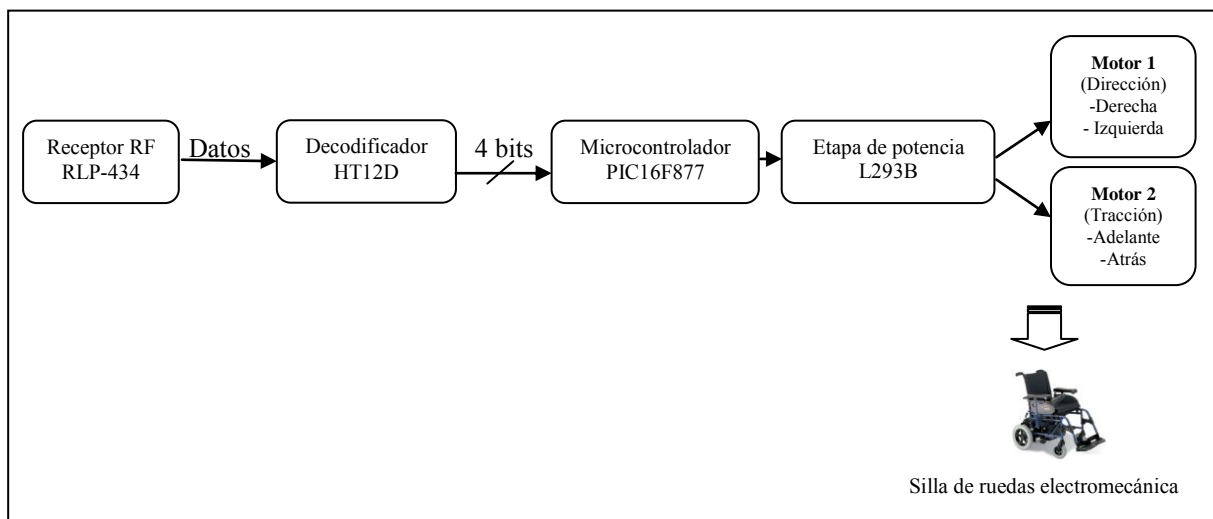 Receptor RF
RLP-434
Datos
Decodificador
HT12D
4 bits
Microcontrolador
PIC16F877
Etapa de potencia
L293B
Motor 1
(Dirección)
-Derecha
- Izquierda
Motor 2
(Tracción)
-Adelante
-Atrás
Silla de ruedas electromecánica